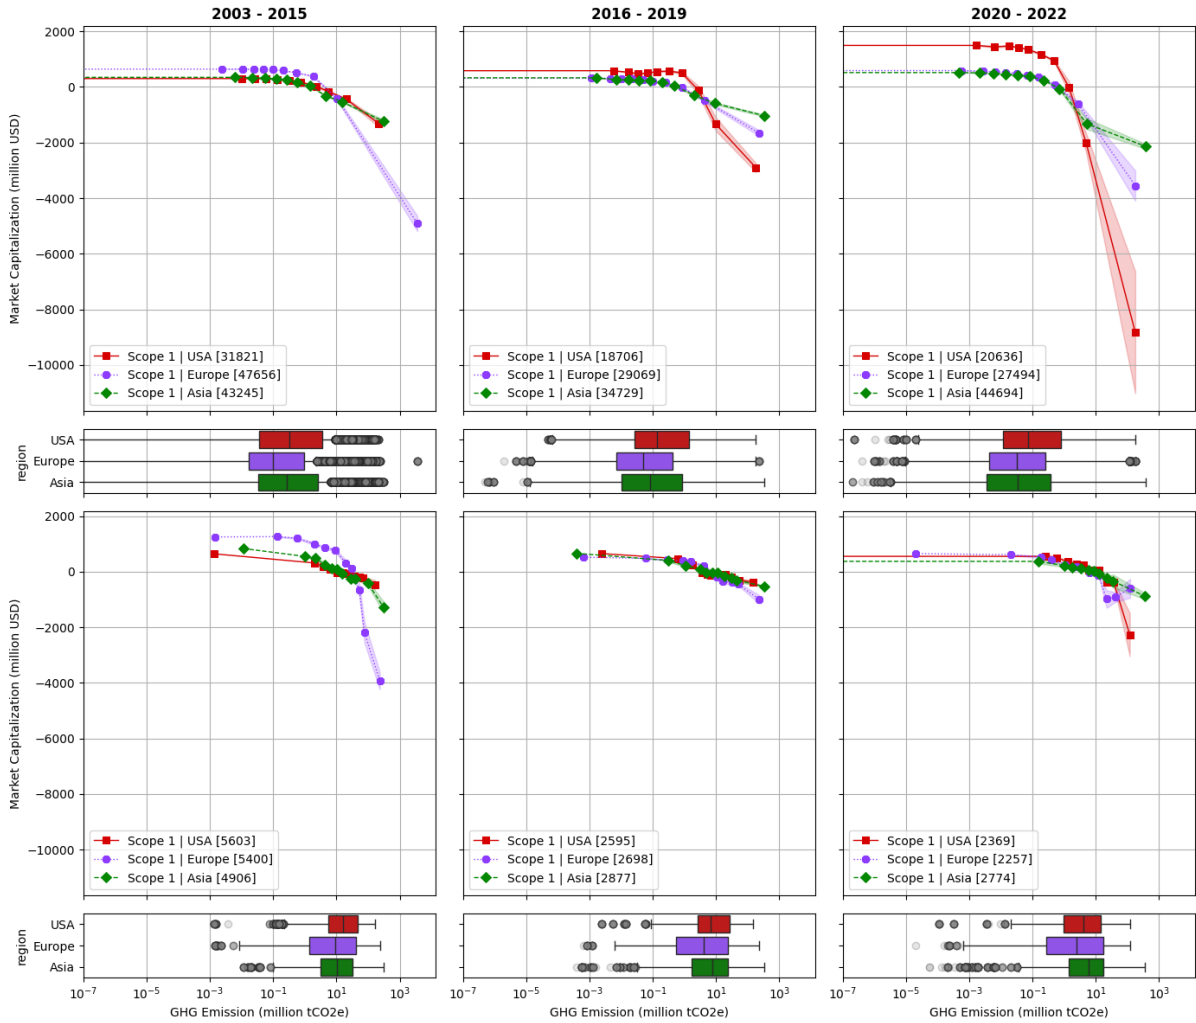 2003 - 2015
2016 - 2019
2020 - 2022
Market Capitalization (million USD)
2000
0
−2000
−4000
−6000
−8000
−10000
Scope 1 | USA [31821]
Scope 1 | Europe [47656]
Scope 1 | Asia [43245]
Scope 1 | USA [18706]
Scope 1 | Europe [29069]
Scope 1 | Asia [34729]
Scope 1 | USA [20636]
Scope 1 | Europe [27494]
Scope 1 | Asia [44694]
region
USA
Europe
Asia
Market Capitalization (million USD)
2000
0
−2000
−4000
−6000
−8000
−10000
Scope 1 | USA [5603]
Scope 1 | Europe [5400]
Scope 1 | Asia [4906]
Scope 1 | USA [2595]
Scope 1 | Europe [2698]
Scope 1 | Asia [2877]
Scope 1 | USA [2369]
Scope 1 | Europe [2257]
Scope 1 | Asia [2774]
region
USA
Europe
Asia
10⁻⁷ 10⁻⁵ 10⁻³ 10⁻¹ 10¹ 10³
10⁻⁷ 10⁻⁵ 10⁻³ 10⁻¹ 10¹ 10³
10⁻⁷ 10⁻⁵ 10⁻³ 10⁻¹ 10¹ 10³
GHG Emission (million tCO2e)
GHG Emission (million tCO2e)
GHG Emission (million tCO2e)